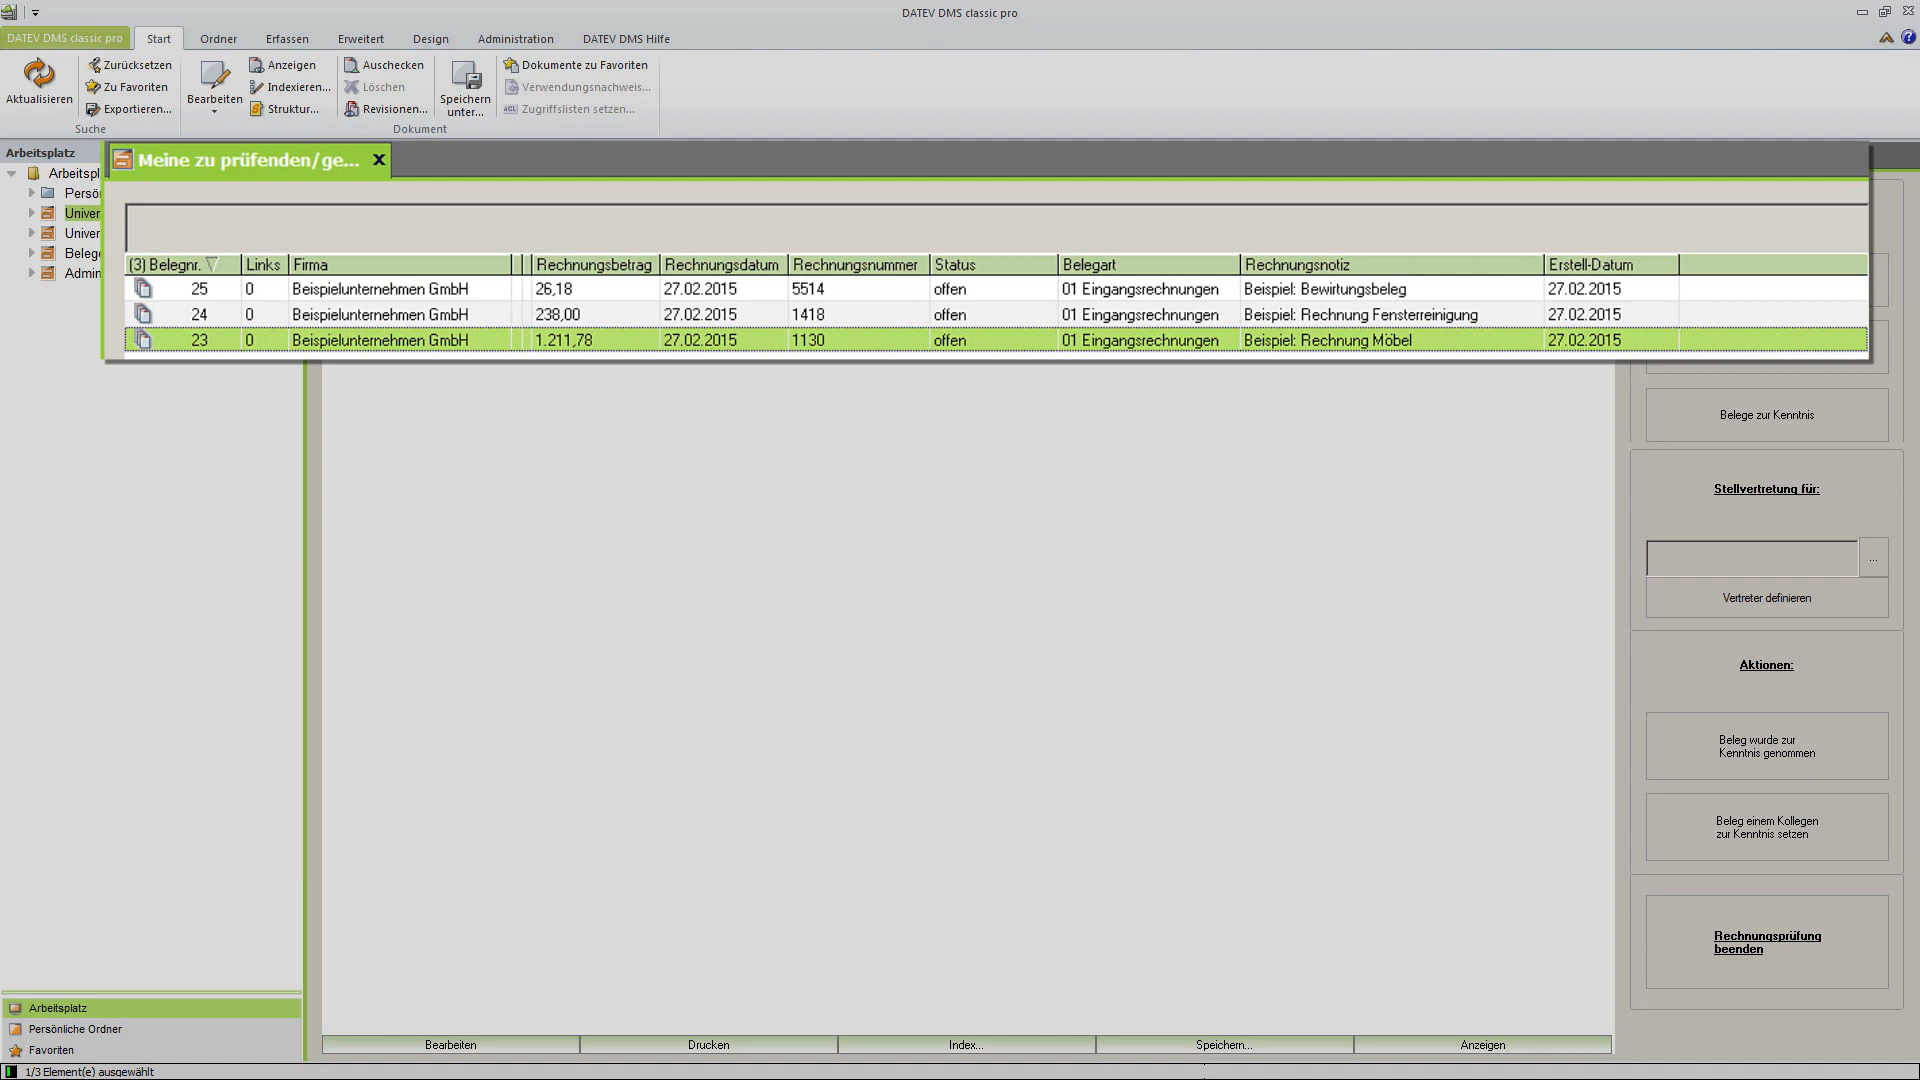 DATEV DMS classic pro
DATEV DMS classic pro
Start
Ordner
Erfassen
Erweitert
Design
Administration
DATEV DMS Hilfe
Aktualisieren
Zurücksetzen
Zu Favoriten
Exportieren...
Suche
Bearbeiten
Anzeigen
Indexieren...
Struktur...
Auschecken
Löschen
Revisionen...
Speichern
unter...
Dokument
Dokumente zu Favoriten
Verwendungsnachweis...
ACL Zugriffslisten setzen...
Arbeitsplatz
Arbeitspl
Persö
Univer
Univer
Belege
Admin
Meine zu prüfenden/ge... x
(3) Belegnr. Links Firma Rechnungsbetrag Rechnungsdatum Rechnungsnummer Status Belegart Rechnungsnotiz Erstell-Datum
25 0 Beispielunternehmen GmbH 26,18 27.02.2015 5514 offen 01 Eingangsrechnungen Beispiel: Bewirtungsbeleg 27.02.2015
24 0 Beispielunternehmen GmbH 238,00 27.02.2015 1418 offen 01 Eingangsrechnungen Beispiel: Rechnung Fensterreinigung 27.02.2015
23 0 Beispielunternehmen GmbH 1.211,78 27.02.2015 1130 offen 01 Eingangsrechnungen Beispiel: Rechnung Möbel 27.02.2015
Belege zur Kenntnis
Stellvertretung für:
...
Vertreter definieren
Aktionen:
Beleg wurde zur
Kenntnis genommen
Beleg einem Kollegen
zur Kenntnis setzen
Rechnungsprüfung
beenden
Arbeitsplatz
Persönliche Ordner
Favoriten
Bearbeiten
Drucken
Index...
Speichern...
Anzeigen
1/3 Element(e) ausgewählt